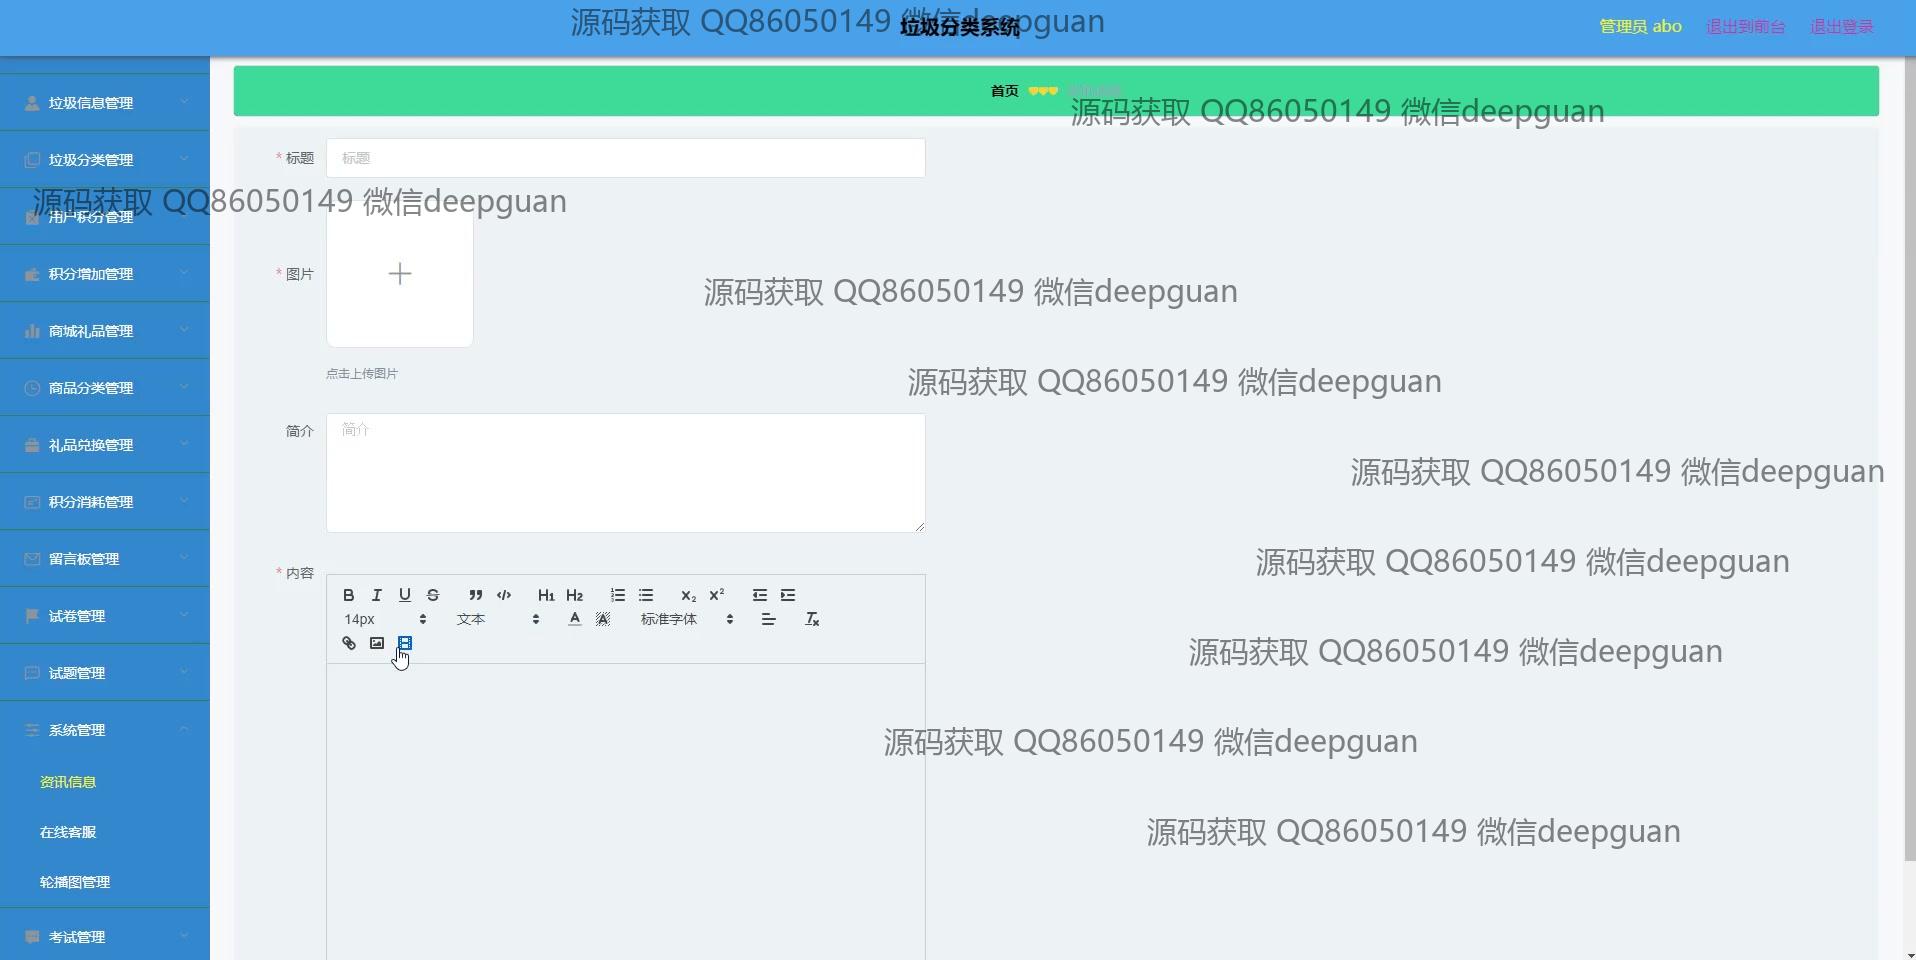 源码获取 QQ86050149 微信deepguan
垃圾分类系统
管理员 abo
退出到前台
退出登录
首页
源码获取 QQ86050149 微信deepguan
垃圾信息管理
垃圾分类管理
源码获取 QQ86050149 微信deepguan
用户积分管理
积分增加管理
商城礼品管理
商品分类管理
礼品兑换管理
积分消耗管理
留言板管理
试卷管理
试题管理
系统管理
资讯信息
在线客服
轮播图管理
考试管理
* 标题
标题
* 图片
点击上传图片
源码获取 QQ86050149 微信deepguan
源码获取 QQ86050149 微信deepguan
简介
简介
源码获取 QQ86050149 微信deepguan
源码获取 QQ86050149 微信deepguan
* 内容
B I U S H1 H2 X2 X2
14px 文本 A A 标准字体 Tx
源码获取 QQ86050149 微信deepguan
源码获取 QQ86050149 微信deepguan
源码获取 QQ86050149 微信deepguan